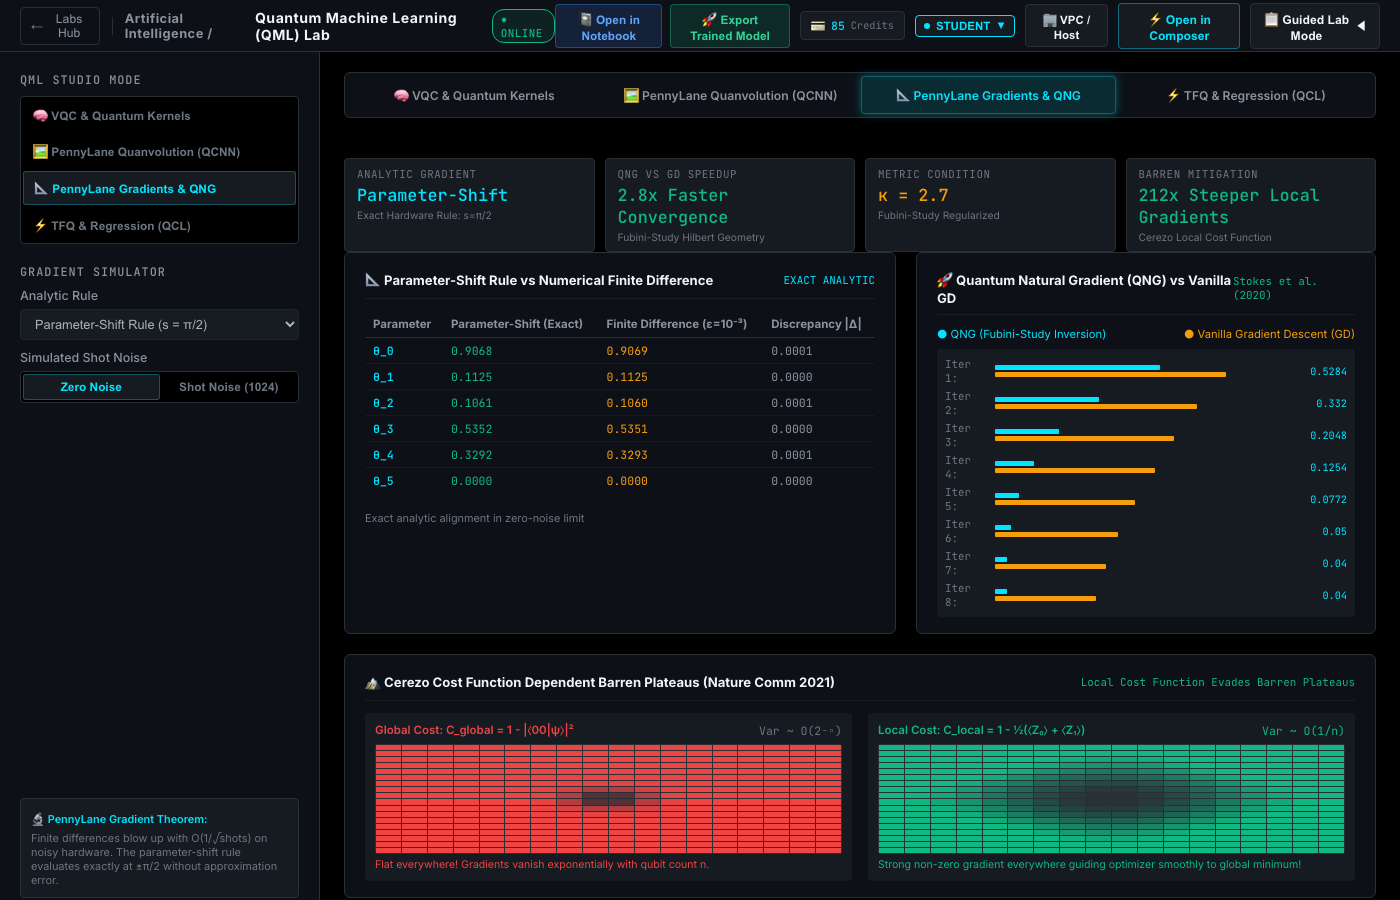 ← Labs Hub
Artificial Intelligence /
Quantum Machine Learning (QML) Lab
● ONLINE
Open in Notebook
Export Trained Model
85 Credits
● STUDENT ▼
VPC / Host
Open in Composer
Guided Lab Mode ◀
QML STUDIO MODE
VQC & Quantum Kernels
PennyLane Quanvolution (QCNN)
PennyLane Gradients & QNG
TFQ & Regression (QCL)
GRADIENT SIMULATOR
Analytic Rule
Parameter-Shift Rule (s = π/2)
Simulated Shot Noise
Zero Noise
Shot Noise (1024)
PennyLane Gradient Theorem:
Finite differences blow up with O(1/√shots) on
noisy hardware. The parameter-shift rule
evaluates exactly at ±π/2 without approximation
error.
VQC & Quantum Kernels
PennyLane Quanvolution (QCNN)
PennyLane Gradients & QNG
TFQ & Regression (QCL)
ANALYTIC GRADIENT
Parameter-Shift
Exact Hardware Rule: s=π/2
QNG VS GD SPEEDUP
2.8x Faster
Convergence
Fubini-Study Hilbert Geometry
METRIC CONDITION
κ = 2.7
Fubini-Study Regularized
BARREN MITIGATION
212x Steeper Local
Gradients
Cerezo Local Cost Function
Parameter-Shift Rule vs Numerical Finite Difference
EXACT ANALYTIC
Parameter Parameter-Shift (Exact) Finite Difference (ε=10⁻³) Discrepancy |Δ|
θ_0 0.9068 0.9069 0.0001
θ_1 0.1125 0.1125 0.0000
θ_2 0.1061 0.1060 0.0001
θ_3 0.5352 0.5351 0.0000
θ_4 0.3292 0.3293 0.0001
θ_5 0.0000 0.0000 0.0000
Exact analytic alignment in zero-noise limit
Quantum Natural Gradient (QNG) vs Vanilla
GD
Stokes et al.
(2020)
● QNG (Fubini-Study Inversion)
● Vanilla Gradient Descent (GD)
Iter 1: 0.5284
Iter 2: 0.332
Iter 3: 0.2048
Iter 4: 0.1254
Iter 5: 0.0772
Iter 6: 0.05
Iter 7: 0.04
Iter 8: 0.04
Cerezo Cost Function Dependent Barren Plateaus (Nature Comm 2021)
Local Cost Function Evades Barren Plateaus
Global Cost: C_global = 1 - |⟨00|ψ⟩|²
Var ~ O(2⁻ⁿ)
Flat everywhere! Gradients vanish exponentially with qubit count n.
Local Cost: C_local = 1 - ½(⟨Z₀⟩ + ⟨Z₁⟩)
Var ~ O(1/n)
Strong non-zero gradient everywhere guiding optimizer smoothly to global minimum!